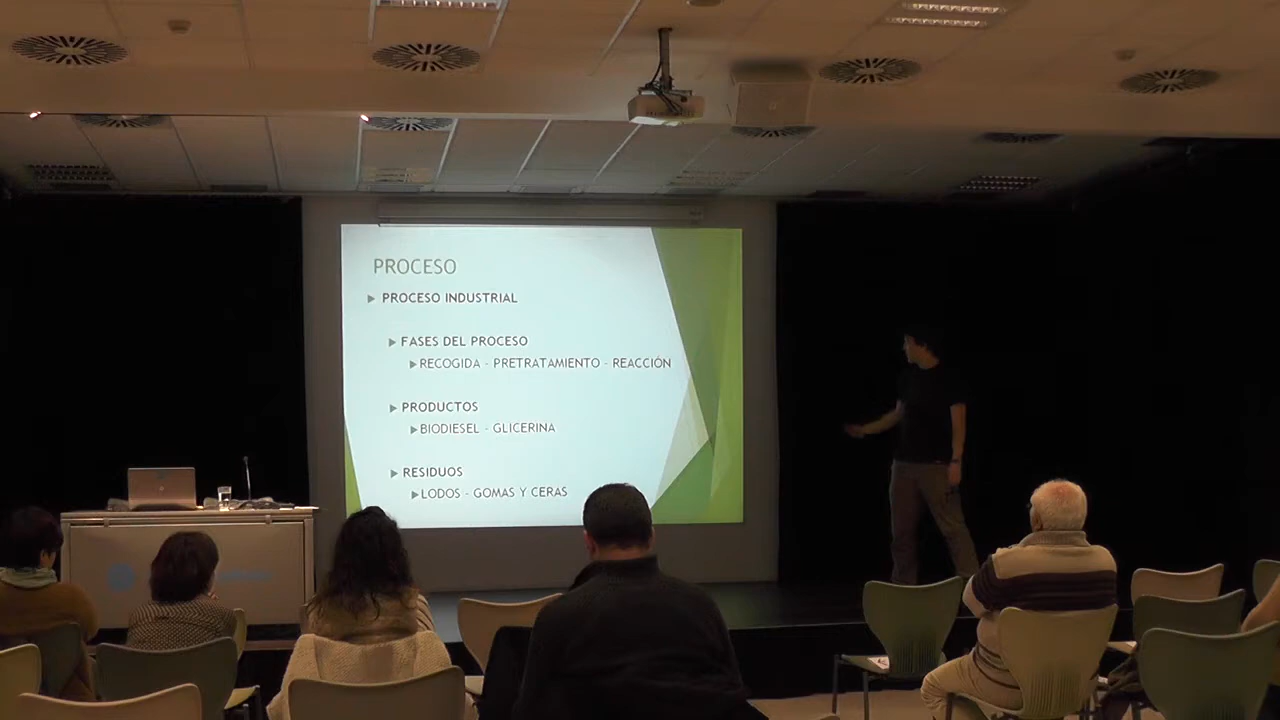 PROCESO
PROCESO INDUSTRIAL
FASES DEL PROCESO
RECOGIDA - PRETRATAMIENTO - REACCIÓN
PRODUCTOS
BIODIESEL - GLICERINA
RESIDUOS
LODOS - GOMAS Y CERAS